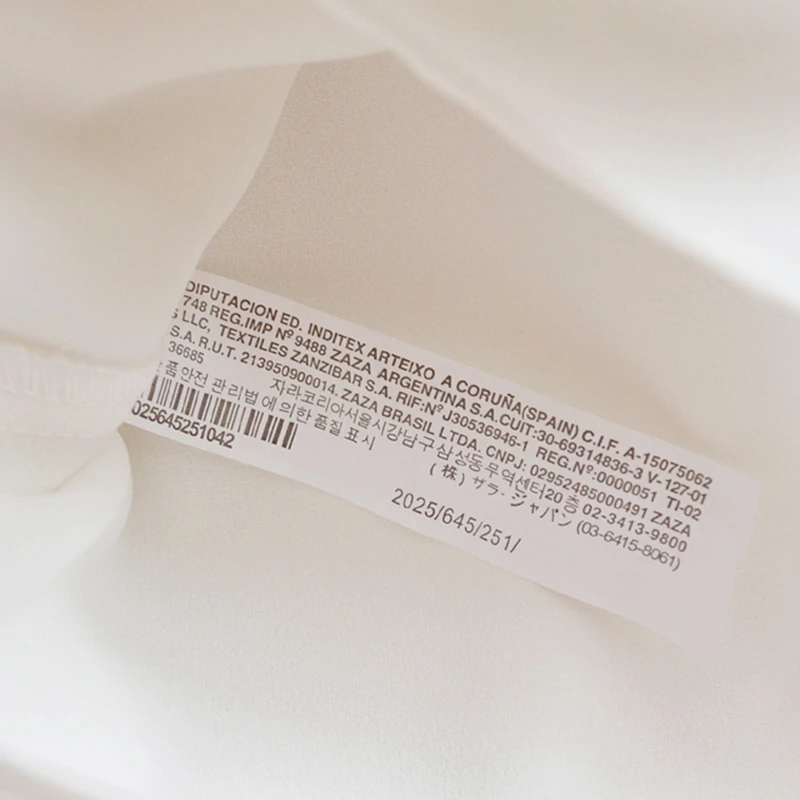 DIPUTACION ED. INDITEX ARTEIXO A CORUÑA(SPAIN) C.I.F. A-15075062
748 REG.IMP Nº 9488 ZAZA ARGENTINA S.A.CUIT:30-69314836-3 V-127-01
LLC, TEXTILES ZANZIBAR S.A. RIF:Nº J30536946-1 REG.Nº:0000051 TI-02
S.A. R.U.T. 213950900014. ZAZA BRASIL LTDA. CNPJ: 02952485000491 ZAZA
36685 자라코리아서울시강남구삼성동무역센터20 층 02-3413-9800
품안전 관리법에의한 품질표시 (株) ザラ・ジャパン (03-6415-8061)
025645251042
2025/645/251/